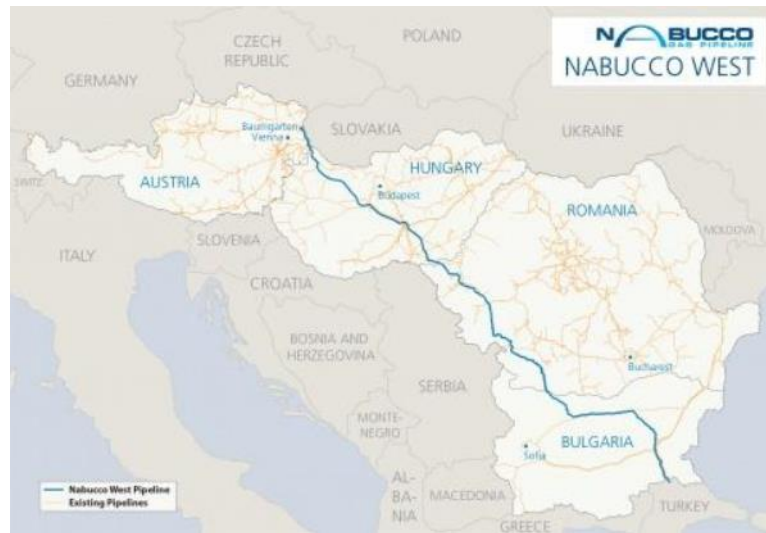 NABUCCO
GAS PIPELINE
NABUCCO WEST
CZECH
REPUBLIC
POLAND
GERMANY
Baumgarten
Vienna
SLOVAKIA
UKRAINE
HUNGARY
Budapest
AUSTRIA
ROMANIA
MOLDOVA
SLOVENIA
ITALY
CROATIA
BOSNIA AND
HERZEGOVINA
SERBIA
Bucharest
MONTE-
NEGRO
BULGARIA
Sofia
AL-
BA-
NIA
MACEDONIA
TURKEY
GREECE
Nabucco West Pipeline
Existing Pipelines